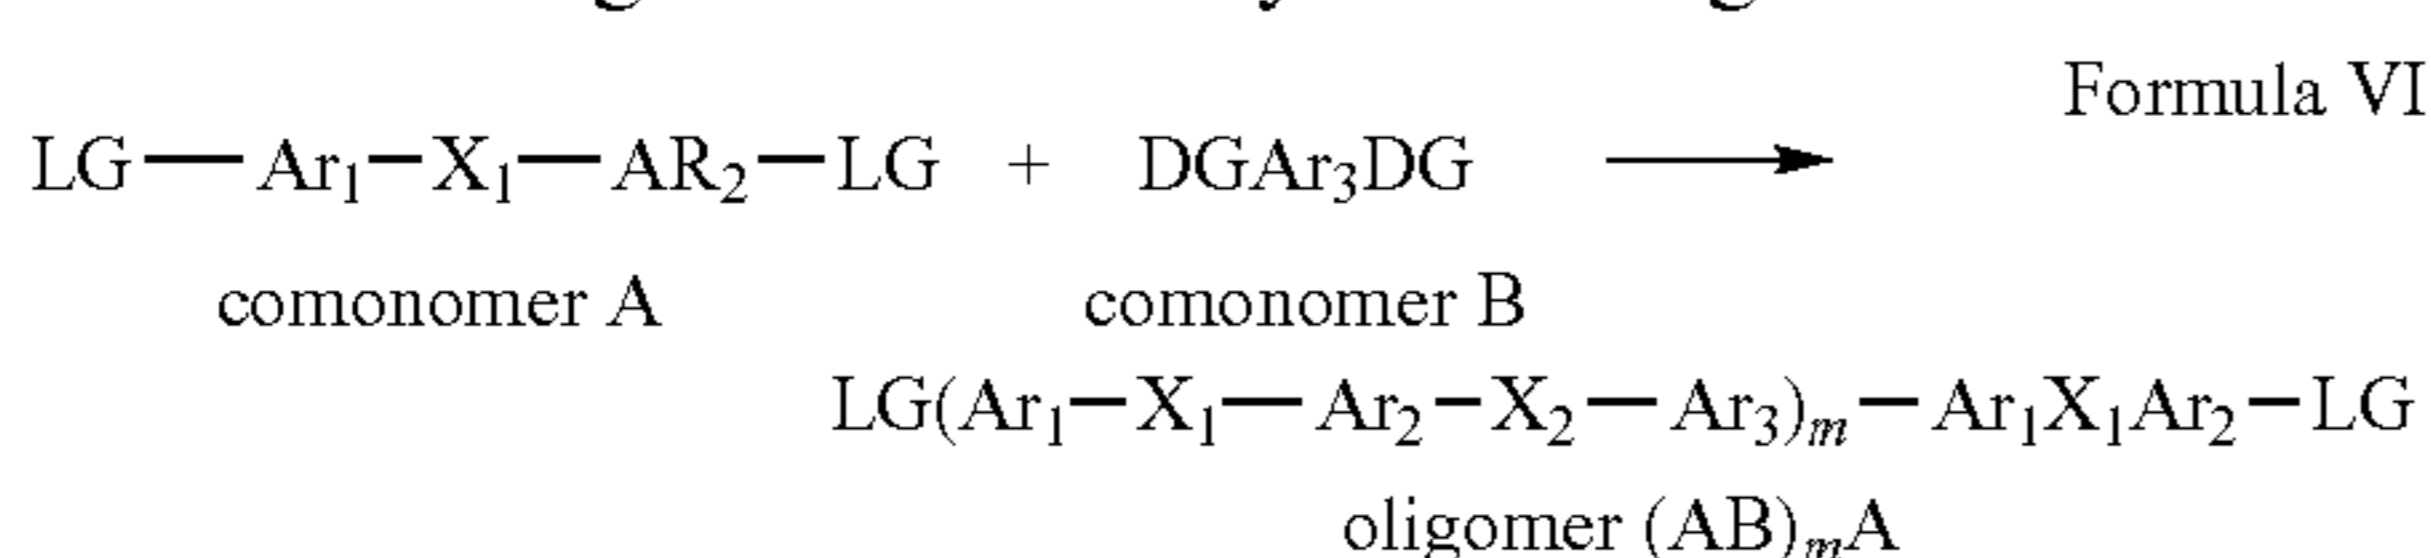 Formula VI
LG—Ar₁—X₁—AR₂—LG + DGAr₃DG ⟶
comonomer A comonomer B
LG(Ar₁—X₁—Ar₂—X₂—Ar₃)ₘ—Ar₁X₁Ar₂—LG
oligomer (AB)ₘA